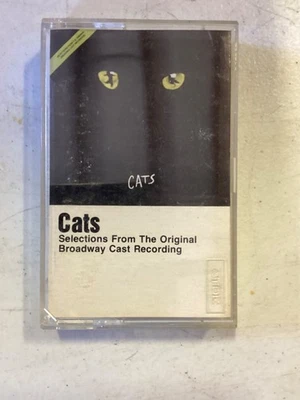 CATS
Cats
Selections From The Original
Broadway Cast Recording